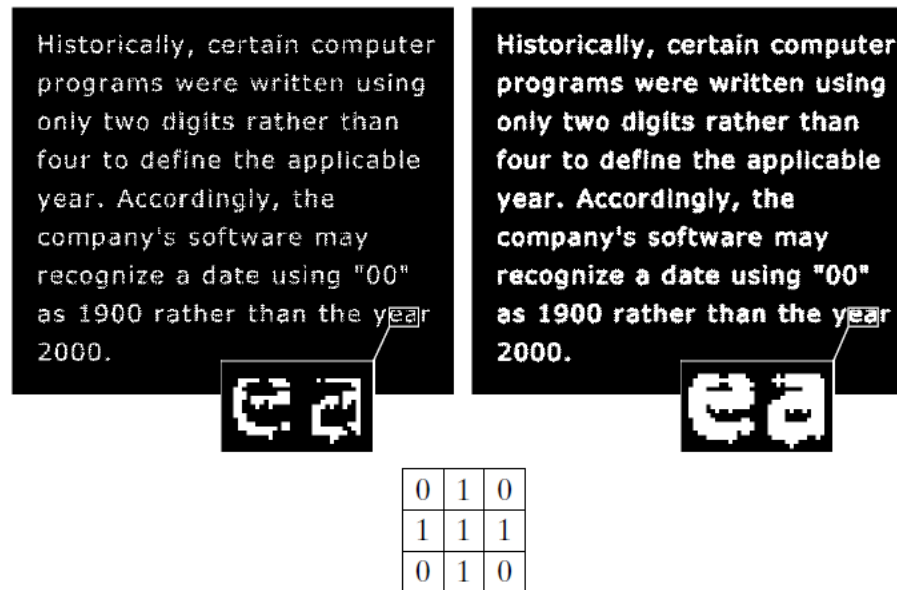 Historically, certain computer
programs were written using
only two digits rather than
four to define the applicable
year. Accordingly, the
company's software may
recognize a date using "00"
as 1900 rather than the year
2000.
ea
Historically, certain computer
programs were written using
only two digits rather than
four to define the applicable
year. Accordingly, the
company's software may
recognize a date using "00"
as 1900 rather than the year
2000.
ea
0 1 0
1 1 1
0 1 0